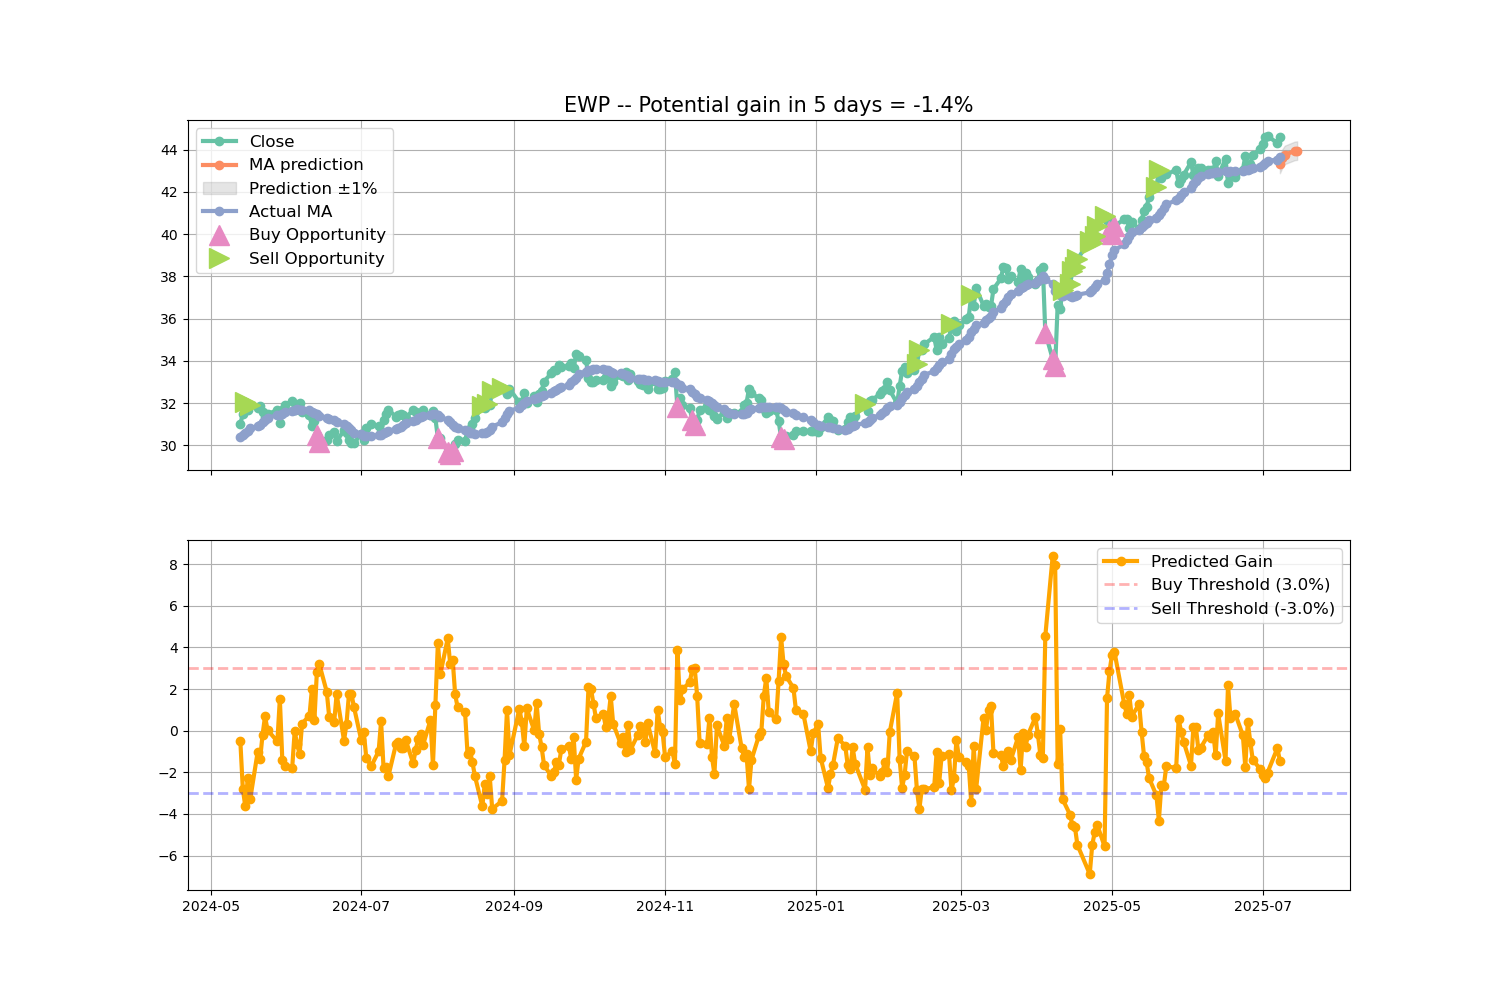 EWP -- Potential gain in 5 days = -1.4%
Close
MA prediction
Prediction ±1%
Actual MA
Buy Opportunity
Sell Opportunity
44
42
40
38
36
34
32
30
Predicted Gain
Buy Threshold (3.0%)
Sell Threshold (-3.0%)
8
6
4
2
0
−2
−4
−6
2024-05 2024-07 2024-09 2024-11 2025-01 2025-03 2025-05 2025-07